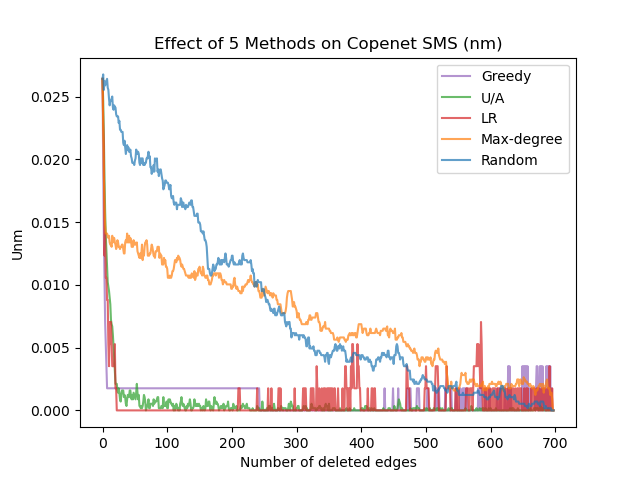 Effect of 5 Methods on Copenet SMS (nm)
Greedy
U/A
LR
Max-degree
Random
0.025
0.020
0.015
0.010
0.005
0.000
Unm
0 100 200 300 400 500 600 700
Number of deleted edges